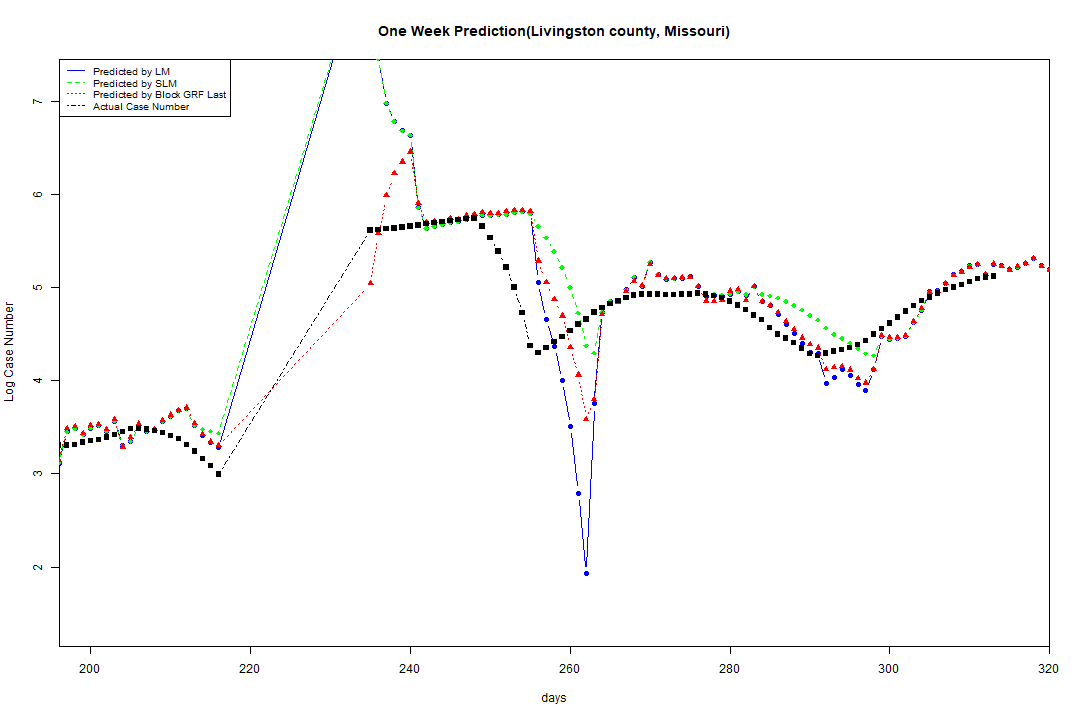 One Week Prediction(Livingston county, Missouri)
Predicted by LM
Predicted by SLM
Predicted by Block GRF Last
Actual Case Number
7
6
5
4
3
2
Log Case Number
200 220 240 260 280 300 320
days